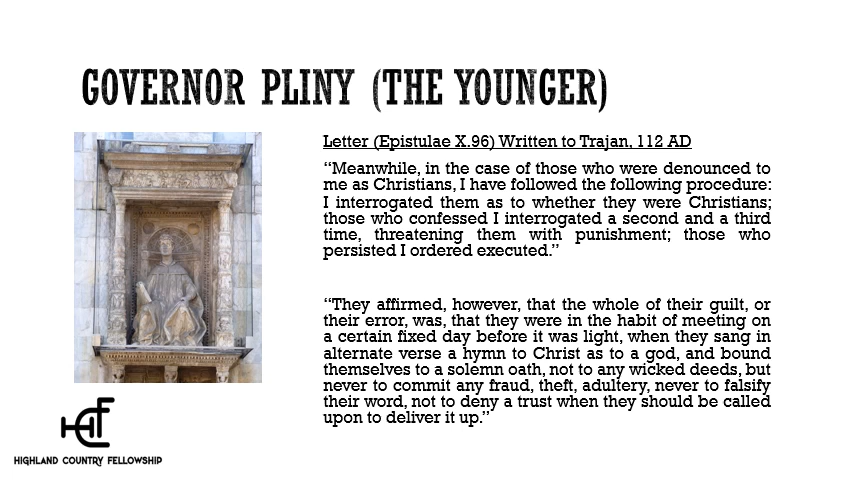 GOVERNOR PLINY (THE YOUNGER)
Letter (Epistulae X.96) Written to Trajan, 112 AD
“Meanwhile, in the case of those who were denounced to
me as Christians, I have followed the following procedure:
I interrogated them as to whether they were Christians;
those who confessed I interrogated a second and a third
time, threatening them with punishment; those who
persisted I ordered executed.”
“They affirmed, however, that the whole of their guilt, or
their error, was, that they were in the habit of meeting on
a certain fixed day before it was light, when they sang in
alternate verse a hymn to Christ as to a god, and bound
themselves to a solemn oath, not to any wicked deeds, but
never to commit any fraud, theft, adultery, never to falsify
their word, not to deny a trust when they should be called
upon to deliver it up.”
HCF
HIGHLAND COUNTRY FELLOWSHIP